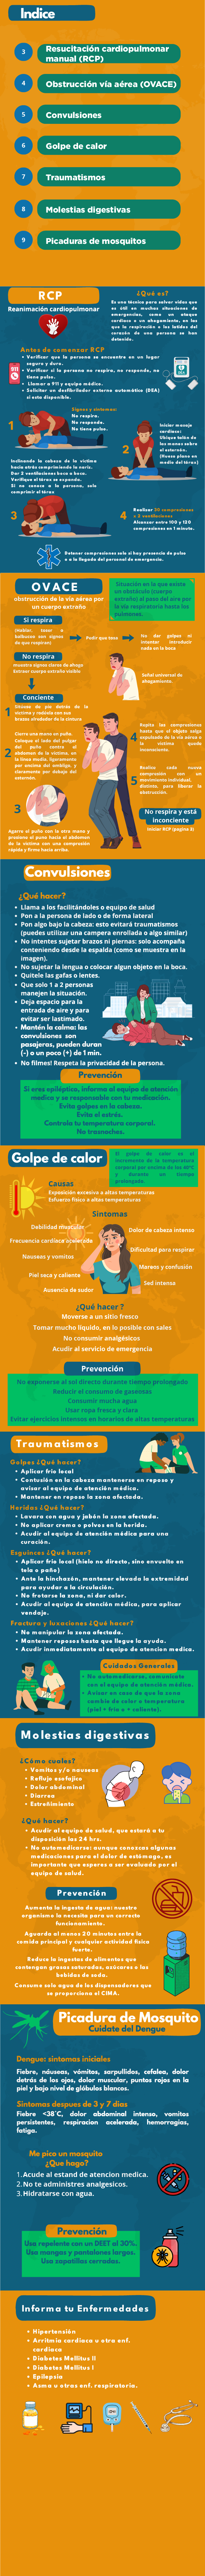 Indice
3
Resucitación cardiopulmonar
manual (RCP)
4
Obstrucción vía aérea (OVACE)
5
Convulsiones
6
Golpe de calor
7
Traumatismos
8
Molestias digestivas
9
Picaduras de mosquitos
RCP
Reanimación cardiopulmonar
¿Qué es?
Es una técnica para salvar vidas que
es útil en muchas situaciones de
emergencias, como un ataque
cardíaco o un ahogamiento, en las
que la respiración o los latidos del
corazón de una persona se han
detenido.
Antes de comenzar RCP
Verificar que la persona se encuentre en un lugar
seguro y duro.
Verificar si la persona no respira, no responde, no
tiene pulso.
Llamar a 911 y equipo médico.
Solicitar un desfibrilador externo automático (DEA)
si esta disponible.
911
Signos y síntomas:
No respira.
No responde.
No tiene pulso.
1
Iniciar masaje
cardiaco:
Ubique talón de
las manos sobre
el esternón.
(Hueso plano en
medio del tórax)
2
Inclinando la cabeza de la víctima
hacia atrás comprimiendo la nariz.
Dar 2 ventilaciones boca a boca.
Verifique el tórax se expanda.
Si no conoce a la persona, solo
comprimir el tórax
3
4
Realizar 30 compresiones
x 2 ventilaciones
Alcanzar entre 100 y 120
compresiones en 1 minuto.
Detener compresiones solo si hay presencia de pulso
o a la llegada del personal de emergencia.
OVACE
obstrucción de la vía aérea por
un cuerpo extraño
Situación en la que existe
un obstáculo (cuerpo
extraño) al paso del aire por
la vía respiratoria hasta los
pulmones.
Si respira
(Hablar, toser o
balbucea son signos
de que respiran)
Pedir que tosa
No dar golpes ni
intentar introducir
nada en la boca
No respira
muestra signos claros de ahogo
Extraer cuerpo extraño visible
Señal universal de
ahogamiento.
Conciente
1
Situase de pie detrás de la
víctima y rodéela con sus
brazos alrededor de la cintura
2
Cierre una mano en puño.
Coloque el lado del pulgar
del puño contra el
abdomen de la víctima, en
la línea media, ligeramente
por encima del ombligo, y
claramente por debajo del
esternón.
3
Agarre el puño con la otra mano y
presione el puno hacia el abdomen
de la víctima con una compresión
rápida y firme hacia arriba.
4
Repita las compresiones
hasta que el objeto salga
expulsado de la vía aérea o
la víctima quede
inconsciente.
5
Realice cada nueva
compresión con un
movimiento individual,
distinto, para liberar la
obstrucción.
No respira y está
inconciente
Iniciar RCP (pagina 3)
Convulsiones
¿Qué hacer?
Llama a los facilitándoles o equipo de salud
Pon a la persona de lado o de forma lateral
Pon algo bajo la cabeza: esto evitará traumatismos
(puedes utilizar una campera enrollada o algo similar)
No intentes sujetar brazos ni piernas: solo acompaña
conteniendo desde la espalda (como se muestra en la
imagen).
No sujetar la lengua o colocar algun objeto en la boca.
Quítele las gafas o lentes.
Que solo 1 a 2 personas
manejen la situación.
Deja espacio para la
entrada de aire y para
evitar ser lastimado.
Mantén la calma: las
convulsiones son
pasajeras, pueden duran
(-) o un poco (+) de 1 min.
No filmes! Respeta la privacidad de la persona.
Prevención
Si eres epiléptico, informa al equipo de atención
medica y se responsable con tu medicación.
Evita golpes en la cabeza.
Evita el estrés.
Controla tu temperatura corporal.
No trasnoches.
Golpe de calor
El golpe de calor es el
incremento de la temperatura
corporal por encima de los 40ºC
y durante un tiempo
prolongado.
Causas
Exposición excesiva a altas temperaturas
Esfuerzo físico a altas temperaturas
Sintomas
Debilidad muscular
Frecuencia cardíaca acelerada
Nauseas y vomitos
Piel seca y caliente
Ausencia de sudor
Dolor de cabeza intenso
Dificultad para respirar
Mareos y confusión
Sed intensa
¿Qué hacer ?
Moverse a un sitio fresco
Tomar mucho líquido, en lo posible con sales
No consumir analgésicos
Acudir al servicio de emergencia
Prevención
No exponerse al sol directo durante tiempo prolongado
Reducir el consumo de gaseosas
Consumir mucha agua
Usar ropa fresca y clara
Evitar ejercicios intensos en horarios de altas temperaturas
Traumatismos
Golpes ¿Qué hacer?
Aplicar frio local
Contusión en la cabeza mantenerse en reposo y
avisar al equipo de atención médica.
Mantener en reposo la zona afectada.
Heridas ¿Qué hacer?
Lavara con agua y jabón la zona afectada.
No aplicar crema o polvos en la herida.
Acudir al equipo de atención médica para una
curación.
Esguinces ¿Qué hacer?
Aplicar frio local (hielo no directo, sino envuelto en
tela o paño)
Ante la hinchazón, mantener elevada la extremidad
para ayudar a la circulación.
No frotarse la zona, ni dar calor.
Acudir al equipo de atención médica, para aplicar
vendaje.
Fractura y luxaciones ¿Qué hacer?
No manipular la zona afectada.
Mantener reposos hasta que llegue la ayuda.
Acudir inmediatamente al equipo de atencion medica.
Cuidados Generales
No automedicarse, comunicate
con el equipo de atención médica.
Avisar en caso de que la zona
cambie de color o temperatura
(piel + fria o + caliente).
Molestias digestivas
¿Cómo cuales?
Vomitos y/o nauseas
Reflujo esofajico
Dolor abdominal
Diarrea
Estreñimiento
¿Qué hacer?
Acudir al equipo de salud, que estará a tu
disposición las 24 hrs.
No automedicarse: aunque conozcas algunas
medicaciones para el dolor de estómago, es
importante que esperes a ser evaluado por el
equipo de salud.
Prevención
Aumenta la ingesta de agua: nuestro
organismo la necesita para un correcto
funcionamiento.
Aguarda al menos 30 minutos entre la
comida principal y cualquier actividad física
fuerte.
Reduce la ingestas de alimentos que
contengan grasas saturadas, azúcares o las
bebidas de soda.
Consume solo agua de los dispensadores que
se proporciona el CIMA.
Picadura de Mosquito
Cuidate del Dengue
Dengue: sintomas iniciales
Fiebre, náuseas, vómitos, sarpullidos, cefalea, dolor
detrás de los ojos, dolor muscular, puntos rojos en la
piel y bajo nivel de glóbulos blancos.
Sintomas despues de 3 y 7 dias
Fiebre <38°C, dolor abdominal intenso, vomitos
persistentes, respiracion acelerada, hemorragias,
fatiga.
Me pico un mosquito
¿Que hago?
1. Acude al estand de atencion medica.
2. No te administres analgesicos.
3. Hidratarse con agua.
Prevención
Usa repelente con un DEET al 30%.
Usa mangas y pantalones largos.
Usa zapatillas cerradas.
Informa tu Enfermedades
Hipertensión
Arritmia cardiaca u otra enf.
cardiaca
Diabetes Mellitus II
Diabetes Mellitus I
Epilepsia
Asma u otras enf. respiratoria.